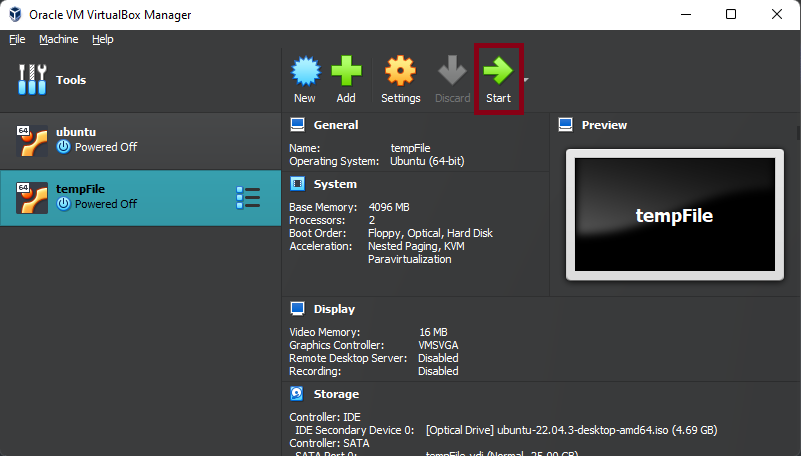 Oracle VM VirtualBox Manager
File Machine Help
Tools
New Add Settings Discard Start
64
ubuntu
Powered Off
64
tempFile
Powered Off
General
Name: tempFile
Operating System: Ubuntu (64-bit)
System
Base Memory: 4096 MB
Processors: 2
Boot Order: Floppy, Optical, Hard Disk
Acceleration: Nested Paging, KVM
Paravirtualization
Preview
tempFile
Display
Video Memory: 16 MB
Graphics Controller: VMSVGA
Remote Desktop Server: Disabled
Recording: Disabled
Storage
Controller: IDE
IDE Secondary Device 0: [Optical Drive] ubuntu-22.04.3-desktop-amd64.iso (4.69 GB)
Controller: SATA
SATA Port 0: tempFile.vdi (Normal, 25.00 GB)